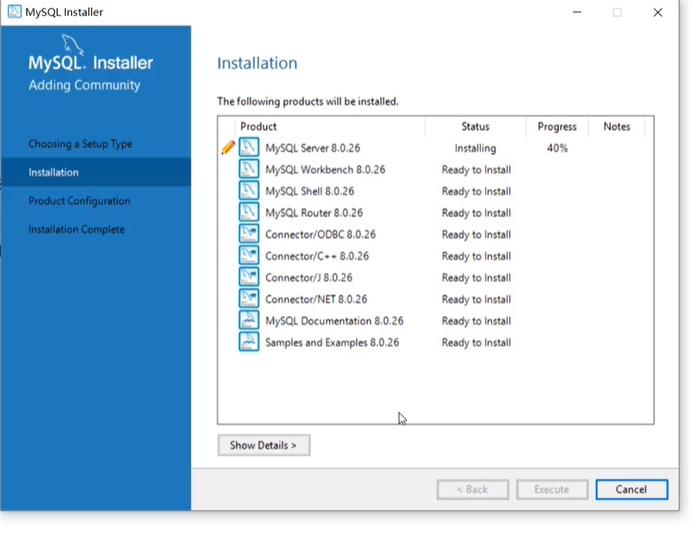 MySQL Installer
MySQL. Installer
Adding Community
Choosing a Setup Type
Installation
Product Configuration
Installation Complete
Installation
The following products will be installed.
Product Status Progress Notes
MySQL Server 8.0.26 Installing 40%
MySQL Workbench 8.0.26 Ready to Install
MySQL Shell 8.0.26 Ready to Install
MySQL Router 8.0.26 Ready to Install
Connector/ODBC 8.0.26 Ready to Install
Connector/C++ 8.0.26 Ready to Install
Connector/J 8.0.26 Ready to Install
Connector/NET 8.0.26 Ready to Install
MySQL Documentation 8.0.26 Ready to Install
Samples and Examples 8.0.26 Ready to Install
Show Details >
< Back Execute Cancel